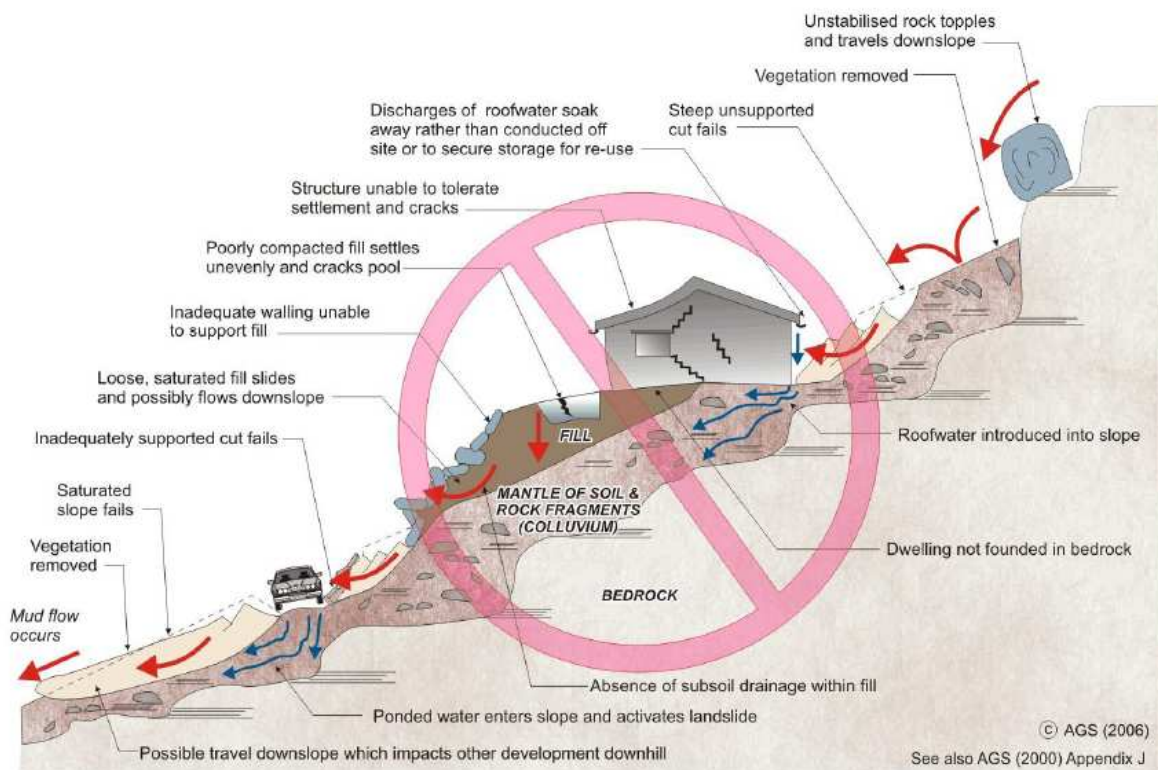 Unstabilised rock topples
and travels downslope
Vegetation removed
Discharges of roofwater soak
away rather than conducted off
site or to secure storage for re-use
Steep unsupported
cut fails
Structure unable to tolerate
settlement and cracks
Poorly compacted fill settles
unevenly and cracks pool
Inadequate walling unable
to support fill
Loose, saturated fill slides
and possibly flows downslope
Inadequately supported cut fails
Saturated
slope fails
Vegetation
removed
Mud flow
occurs
FILL
MANTLE OF SOIL &
ROCK FRAGMENTS
(COLLUVIUM)
BEDROCK
Roofwater introduced into slope
Dwelling not founded in bedrock
Absence of subsoil drainage within fill
Ponded water enters slope and activates landslide
Possible travel downslope which impacts other development downhill
© AGS (2006)
See also AGS (2000) Appendix J